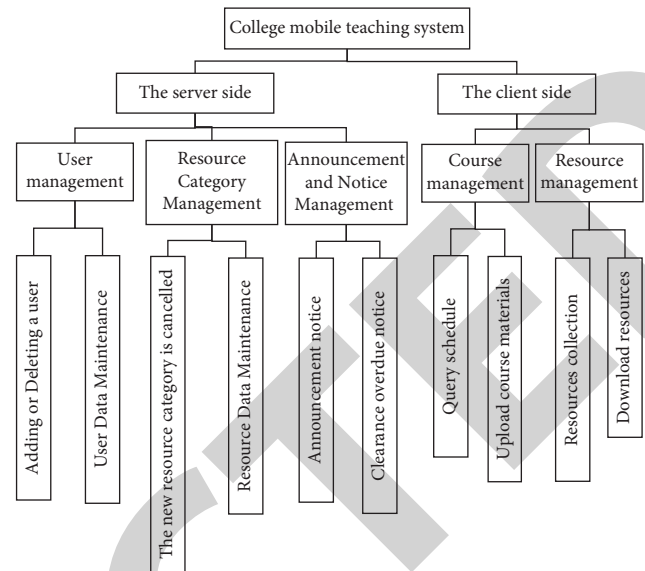 College mobile teaching system
The server side
The client side
User
management
Resource
Category
Management
Announcement
and Notice
Management
Course
management
Resource
management
Adding or Deleting a user
User Data Maintenance
The new resource category is cancelled
Resource Data Maintenance
Announcement notice
Clearance overdue notice
Query schedule
Upload course materials
Resources collection
Download resources
CTED